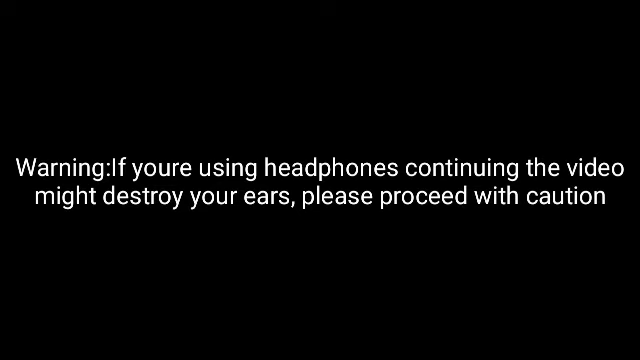 Warning:If youre using headphones continuing the video
might destroy your ears, please proceed with caution